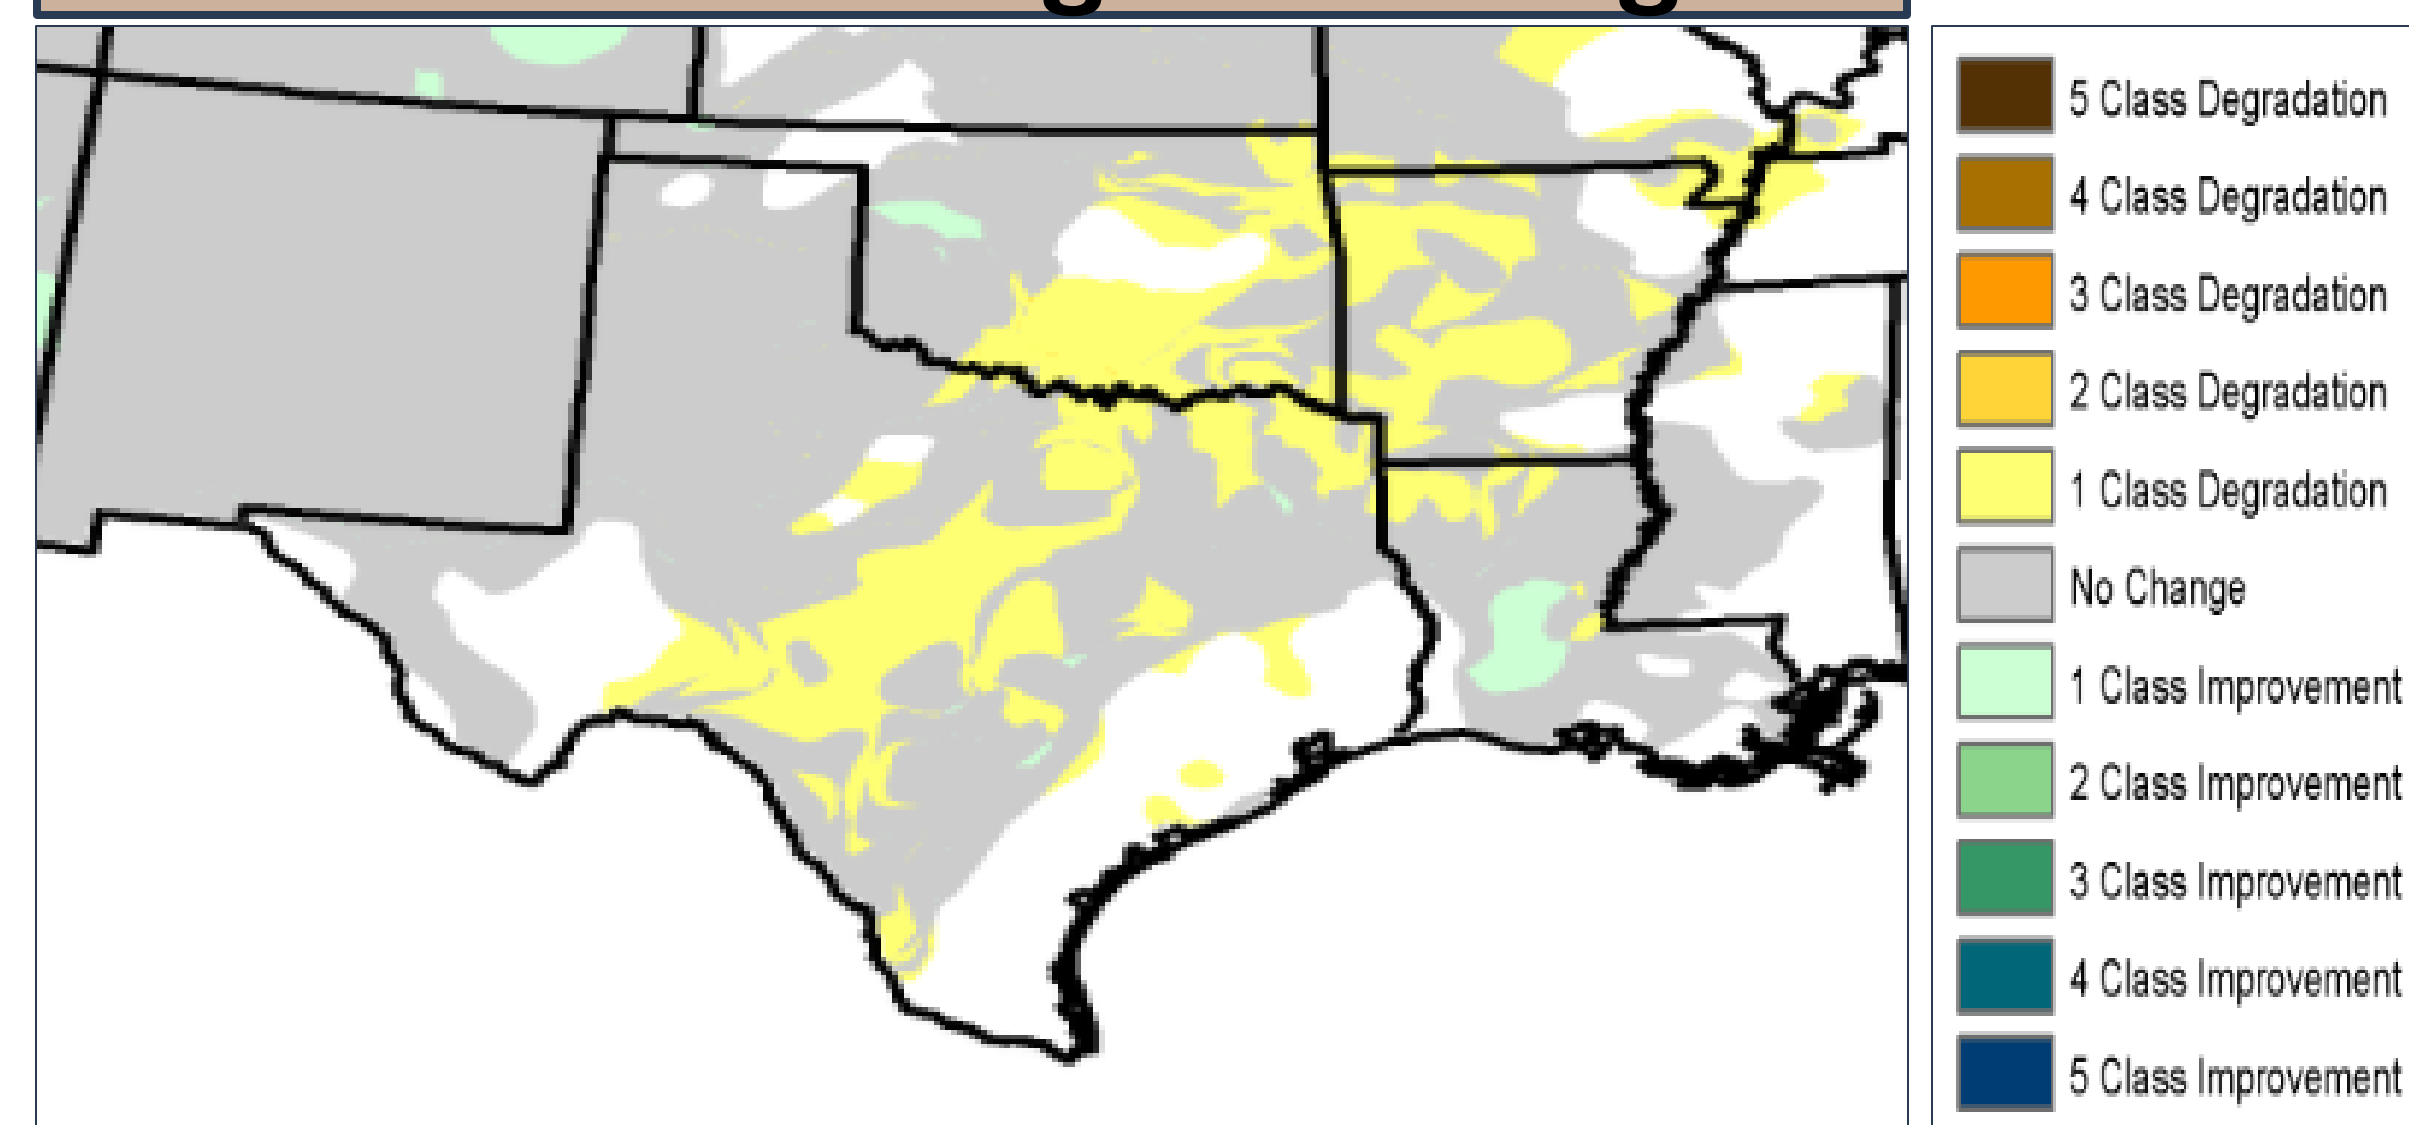 5 Class Degradation
4 Class Degradation
3 Class Degradation
2 Class Degradation
1 Class Degradation
No Change
1 Class Improvement
2 Class Improvement
3 Class Improvement
4 Class Improvement
5 Class Improvement